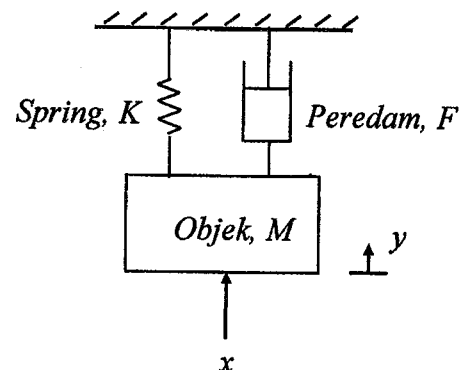 Spring, K
Peredam, F
Objek, M
y
x